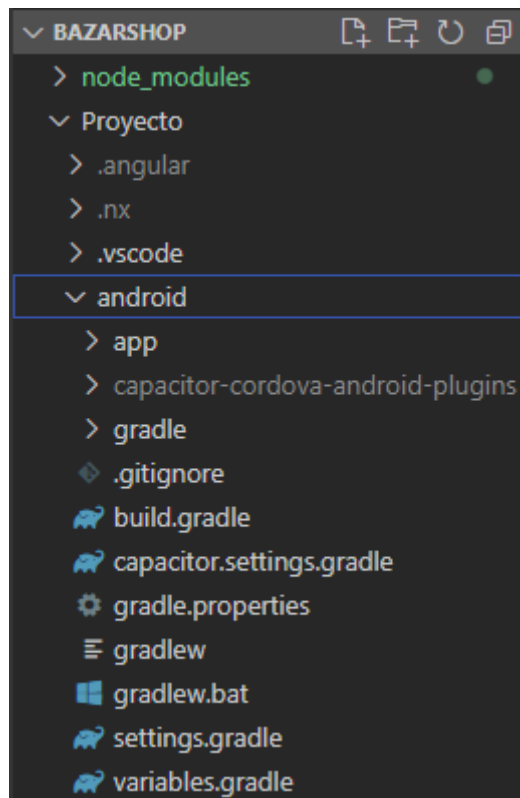 BAZARSHOP
node_modules
Proyecto
.angular
.nx
.vscode
android
app
capacitor-cordova-android-plugins
gradle
.gitignore
build.gradle
capacitor.settings.gradle
gradle.properties
gradlew
gradlew.bat
settings.gradle
variables.gradle